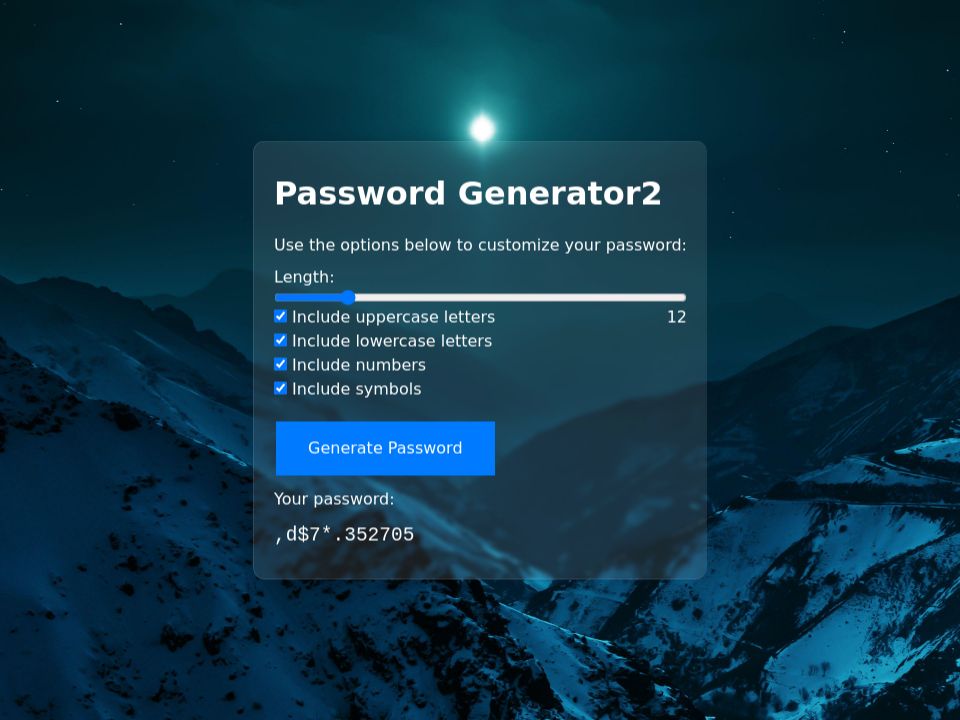 Password Generator2
Use the options below to customize your password:
Length:
Include uppercase letters 12
Include lowercase letters
Include numbers
Include symbols
Generate Password
Your password:
,d$7*.352705